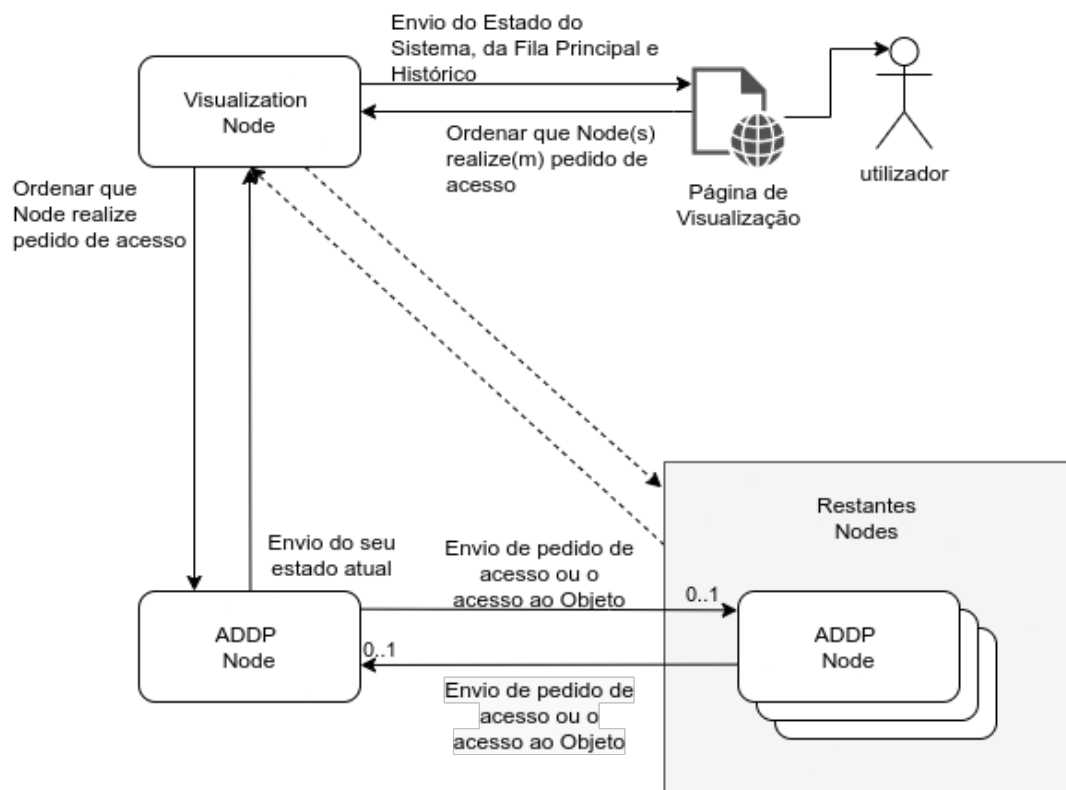 Envio do Estado do
Sistema, da Fila Principal e
Histórico
Visualization
Node
Ordenar que Node(s)
realize(m) pedido de
acesso
Página de
Visualização
utilizador
Ordenar que
Node realize
pedido de acesso
Restantes
Nodes
Envio do seu
estado atual
Envio de pedido de
acesso ou o
acesso ao Objeto
0..1
ADDP
Node
0..1
ADDP
Node
Envio de pedido de
acesso ou o
acesso ao Objeto